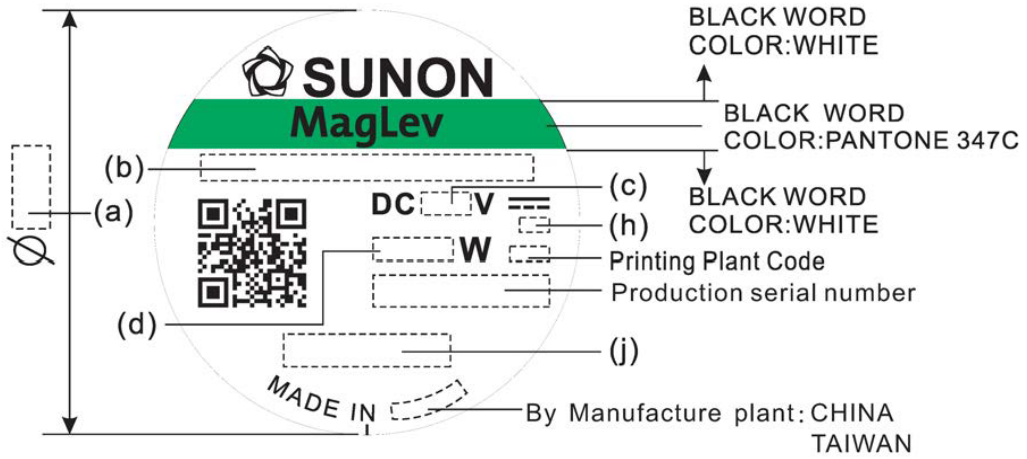 BLACK WORD
COLOR:WHITE
SUNON
MagLev
BLACK WORD
COLOR:PANTONE 347C
(b)
(c)
DC V
BLACK WORD
COLOR:WHITE
(a)
(h)
Ø
W
Printing Plant Code
Production serial number
(d)
(j)
MADE IN
By Manufacture plant: CHINA
TAIWAN